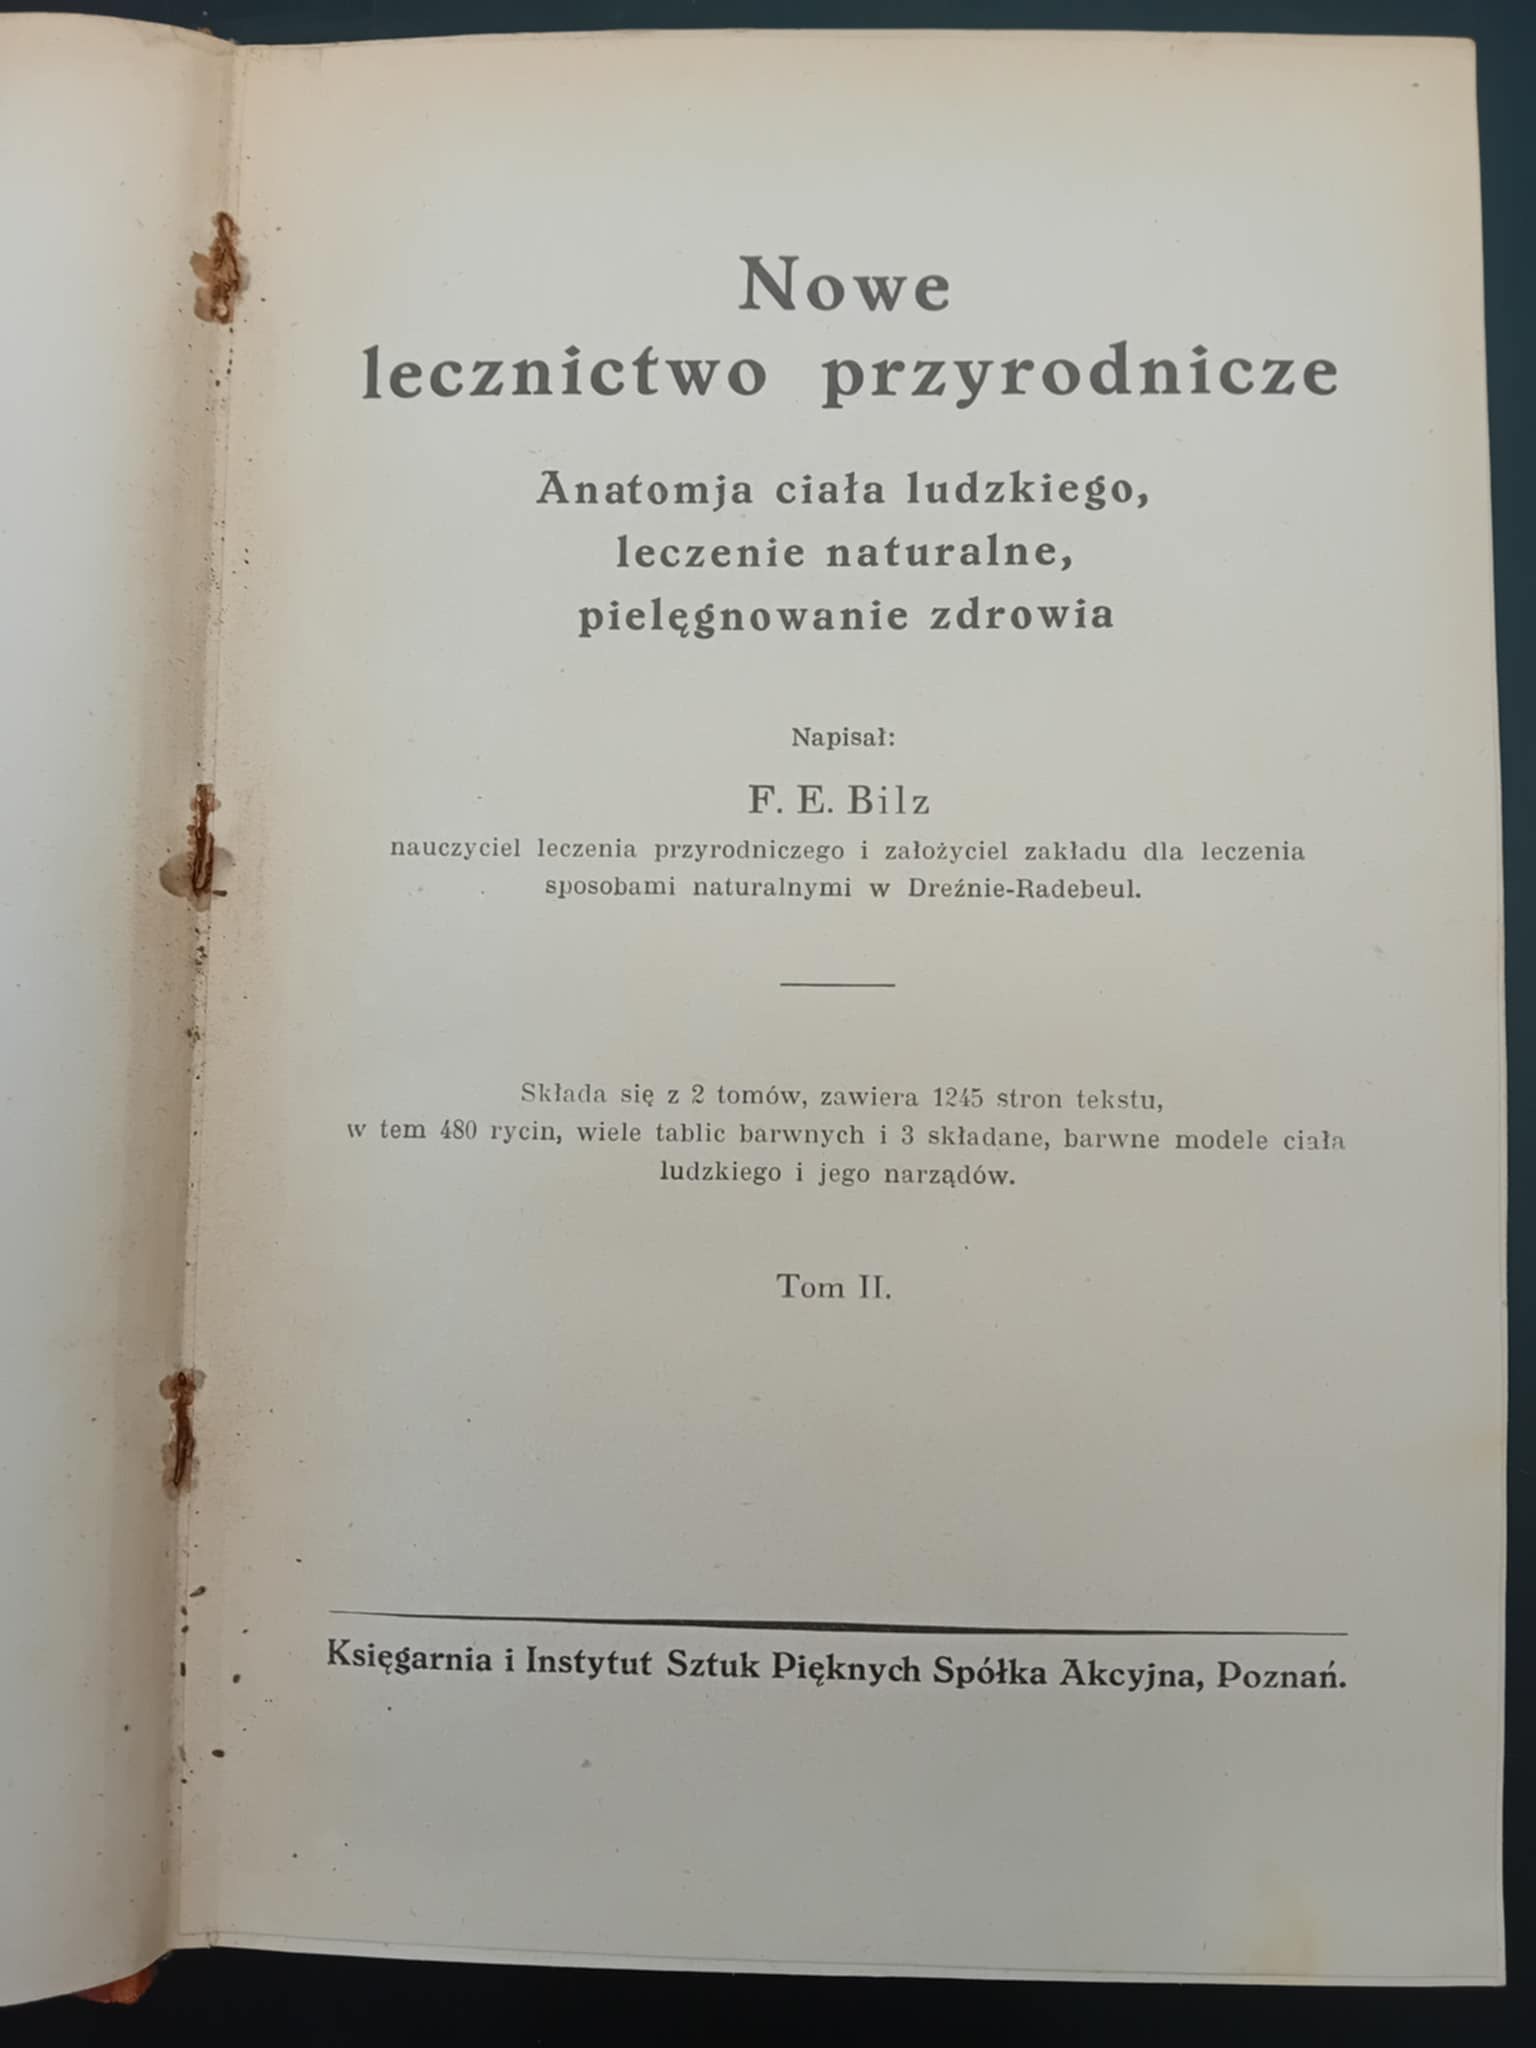 Nowe
lecznictwo przyrodnicze
Anatomja ciała ludzkiego,
leczenie naturalne,
pielęgnowanie zdrowia
Napisał:
F. E. Bilz
nauczyciel leczenia przyrodniczego i założyciel zakładu dla leczenia
sposobami naturalnymi w Dreźnie-Radebeul.
Składa się z 2 tomów, zawiera 1245 stron tekstu,
w tem 480 rycin, wiele tablic barwnych i 3 składane, barwne modele ciała
ludzkiego i jego narządów.
Tom II.
Księgarnia i Instytut Sztuk Pięknych Spółka Akcyjna, Poznań.